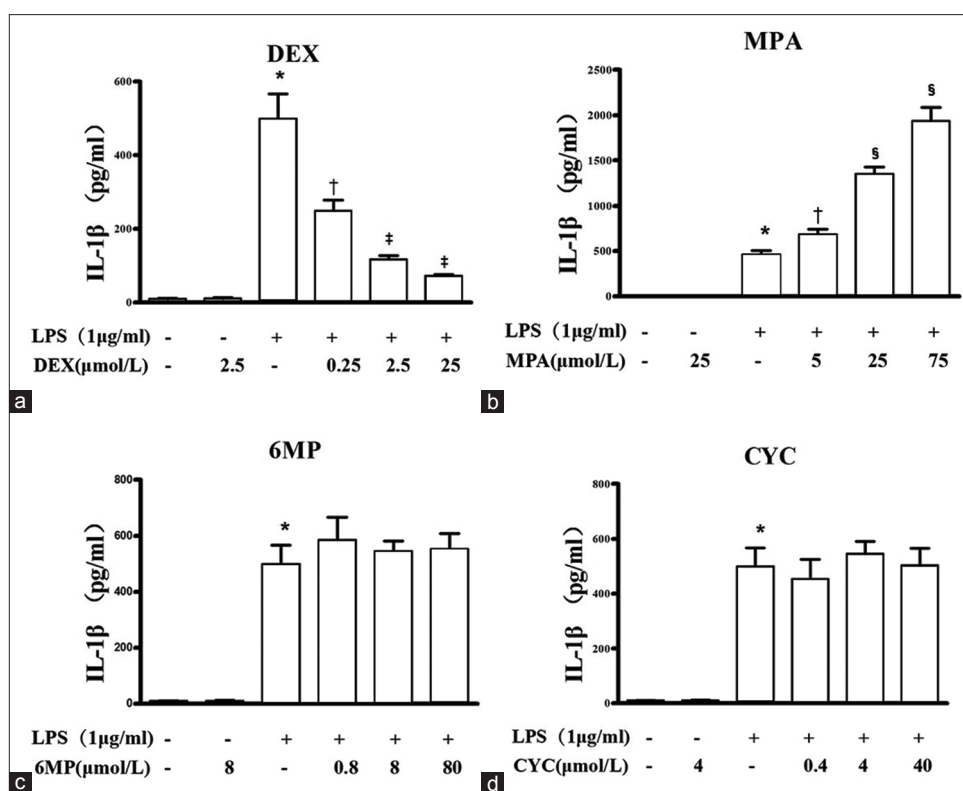 a
DEX
*
600
†
400
‡
‡
200
0
IL-1β (pg/ml)
LPS (1μg/ml) - - + + + +
DEX(μmol/L) - 2.5 - 0.25 2.5 25
b
MPA
2500
§
2000
§
1500
†
1000
*
500
0
IL-1β (pg/ml)
LPS (1μg/ml) - - + + + +
MPA(μmol/L) - 25 - 5 25 75
c
6MP
800
*
600
400
200
0
IL-1β (pg/ml)
LPS (1μg/ml) - - + + + +
6MP(μmol/L) - 8 - 0.8 8 80
d
CYC
800
*
600
400
200
0
IL-1β (pg/ml)
LPS (1μg/ml) - - + + + +
CYC(μmol/L) - 4 - 0.4 4 40